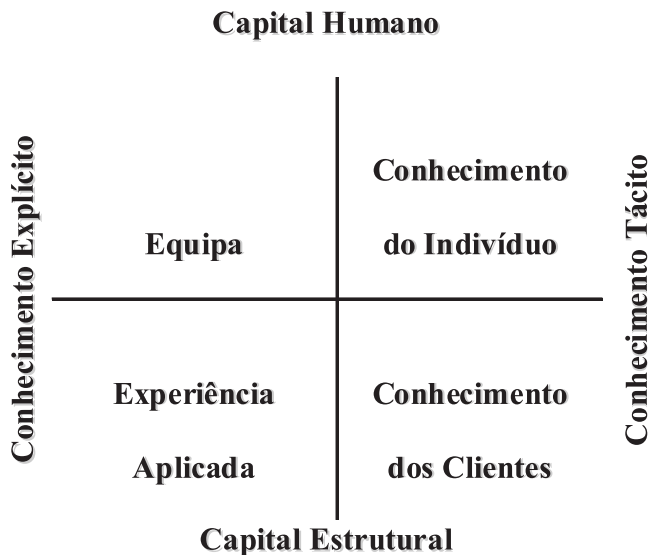 Capital Humano
Conhecimento Explícito
Conhecimento
do Indivíduo
Equipa
Conhecimento Tácito
Experiência
Aplicada
Conhecimento
dos Clientes
Capital Estrutural